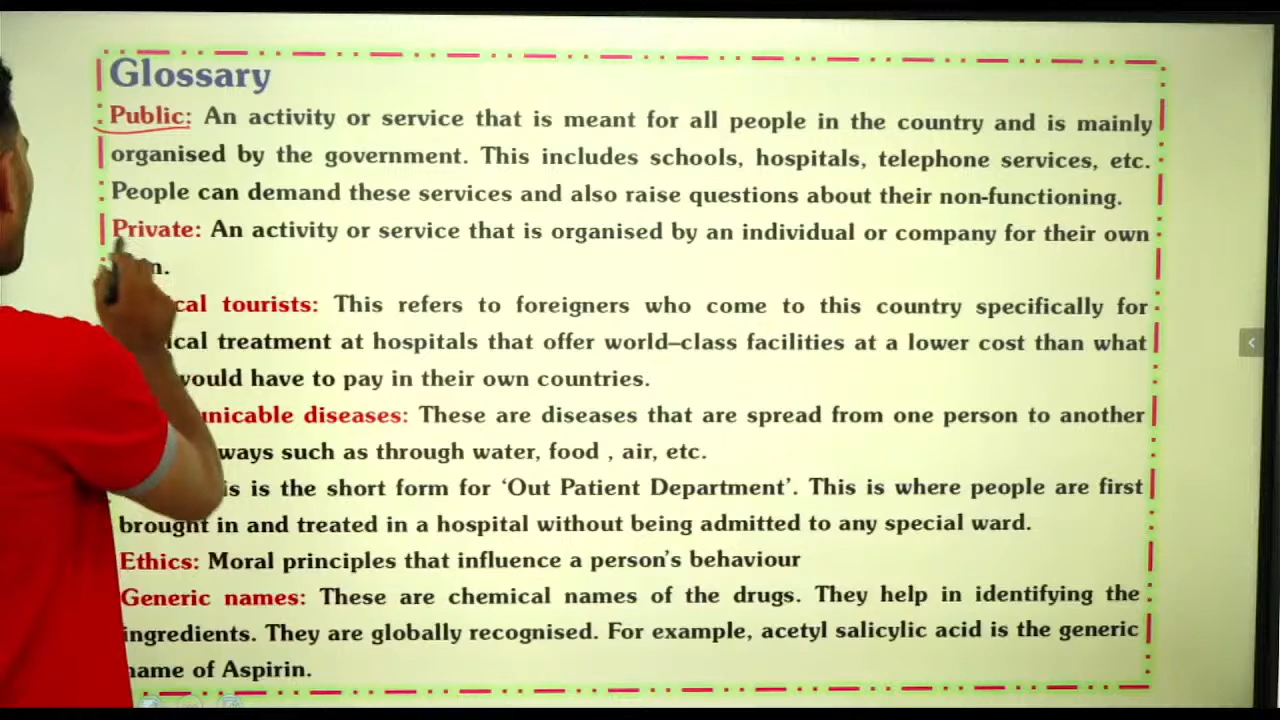 Glossary
Public: An activity or service that is meant for all people in the country and is mainly
organised by the government. This includes schools, hospitals, telephone services, etc.
People can demand these services and also raise questions about their non-functioning.
Private: An activity or service that is organised by an individual or company for their own
tourists: This refers to foreigners who come to this country specifically for
treatment at hospitals that offer world–class facilities at a lower cost than what
would have to pay in their own countries.
diseases: These are diseases that are spread from one person to another
ways such as through water, food , air, etc.
is the short form for ‘Out Patient Department’. This is where people are first
brought in and treated in a hospital without being admitted to any special ward.
Ethics: Moral principles that influence a person’s behaviour
Generic names: These are chemical names of the drugs. They help in identifying the
ingredients. They are globally recognised. For example, acetyl salicylic acid is the generic
name of Aspirin.